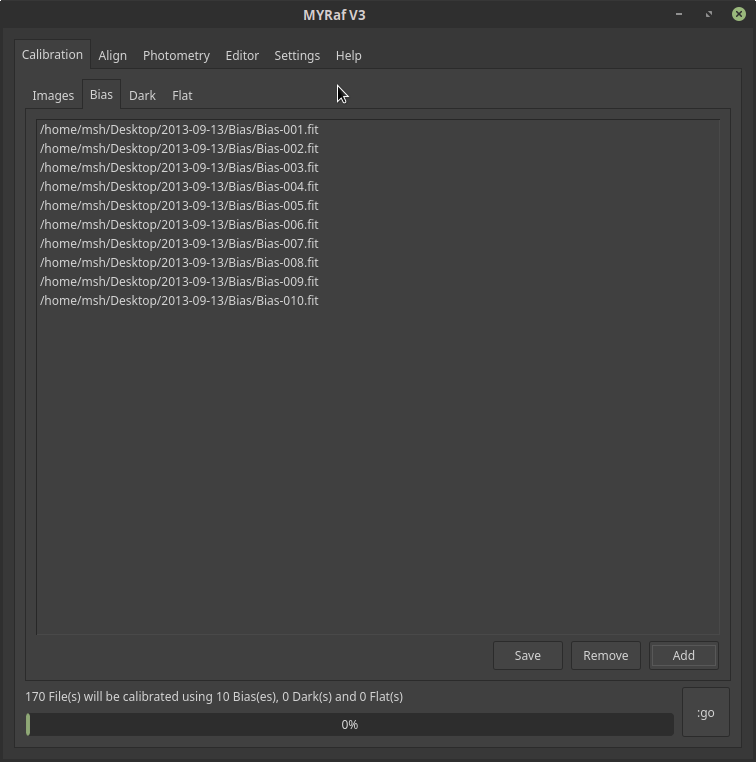 MYRaf V3
Calibration Align Photometry Editor Settings Help
Images Bias Dark Flat
/home/msh/Desktop/2013-09-13/Bias/Bias-001.fit
/home/msh/Desktop/2013-09-13/Bias/Bias-002.fit
/home/msh/Desktop/2013-09-13/Bias/Bias-003.fit
/home/msh/Desktop/2013-09-13/Bias/Bias-004.fit
/home/msh/Desktop/2013-09-13/Bias/Bias-005.fit
/home/msh/Desktop/2013-09-13/Bias/Bias-006.fit
/home/msh/Desktop/2013-09-13/Bias/Bias-007.fit
/home/msh/Desktop/2013-09-13/Bias/Bias-008.fit
/home/msh/Desktop/2013-09-13/Bias/Bias-009.fit
/home/msh/Desktop/2013-09-13/Bias/Bias-010.fit
Save Remove Add
170 File(s) will be calibrated using 10 Bias(es), 0 Dark(s) and 0 Flat(s)
0%
:go